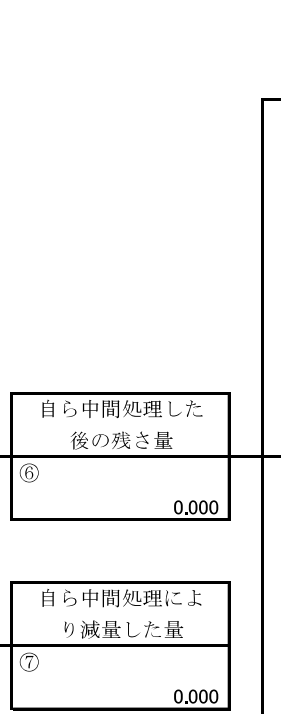 自ら中間処理した
後の残さ量
⑥
0.000
自ら中間処理によ
り減量した量
⑦
0.000